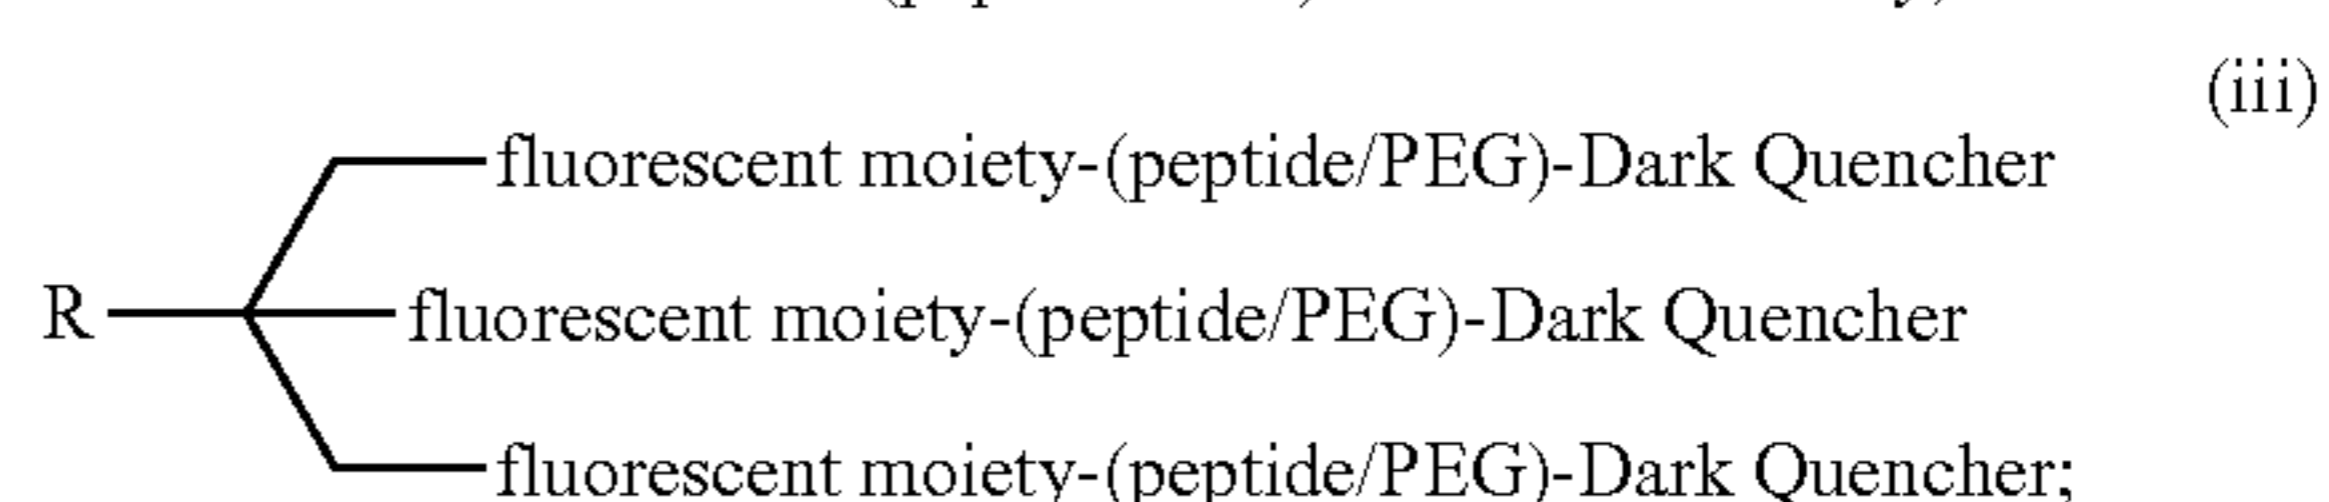 (iii)
fluorescent moiety-(peptide/PEG)-Dark Quencher
R fluorescent moiety-(peptide/PEG)-Dark Quencher
fluorescent moiety-(peptide/PEG)-Dark Quencher;